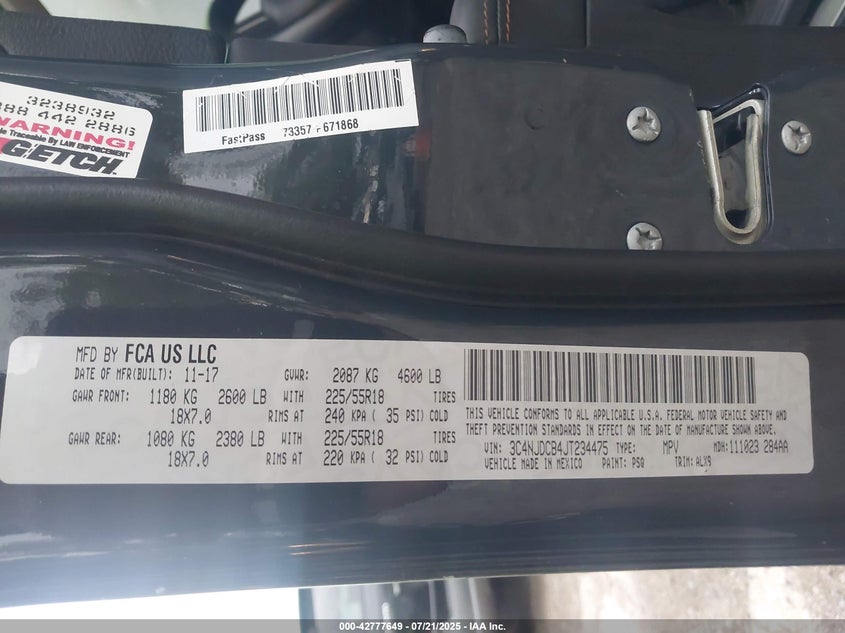 3238932
888 442 2886
WARNING!
le Traceable By LAW ENFORCEMENT
GETCH
FastPass 73357 - 671868
MFD BY FCA US LLC
DATE OF MFR(BUILT): 11-17 GVWR: 2087 KG 4600 LB
GAWR FRONT: 1180 KG 2600 LB WITH 225/55R18 TIRES
18X7.0 RIMS AT 240 KPA ( 35 PSI) COLD
GAWR REAR: 1080 KG 2380 LB WITH 225/55R18 TIRES
18X7.0 RIMS AT 220 KPA ( 32 PSI) COLD
THIS VEHICLE CONFORMS TO ALL APPLICABLE U.S.A. FEDERAL MOTOR VEHICLE SAFETY AND
THEFT PREVENTION STANDARDS IN EFFECT ON THE DATE OF MANUFACTURE SHOWN ABOVE.
VIN: 3C4NJDCB4JT234475 TYPE: MPV MDH: 111023 284AA
VEHICLE MADE IN MEXICO PAINT: PSQ TRIM: ALX9
000-42777649 - 07/21/2025 - IAA Inc.